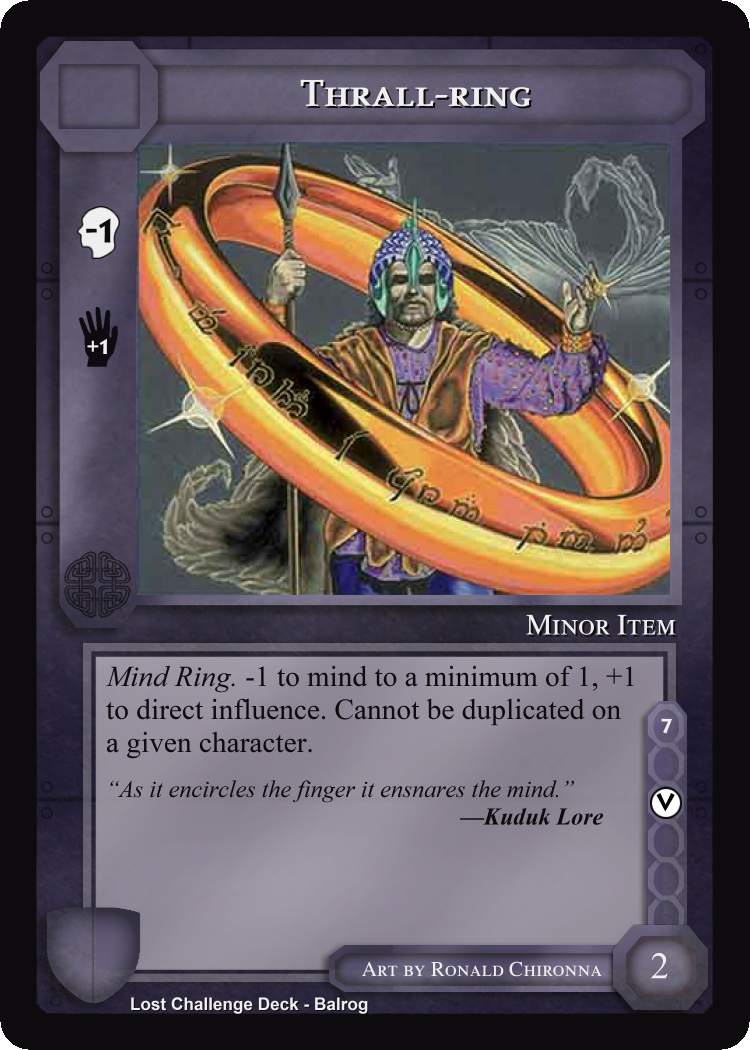 Thrall-ring
-1
+1
Minor Item
Mind Ring. -1 to mind to a minimum of 1, +1
to direct influence. Cannot be duplicated on
a given character.
“As it encircles the finger it ensnares the mind.”
—Kuduk Lore
7
V
Art by Ronald Chironna
2
Lost Challenge Deck - Balrog